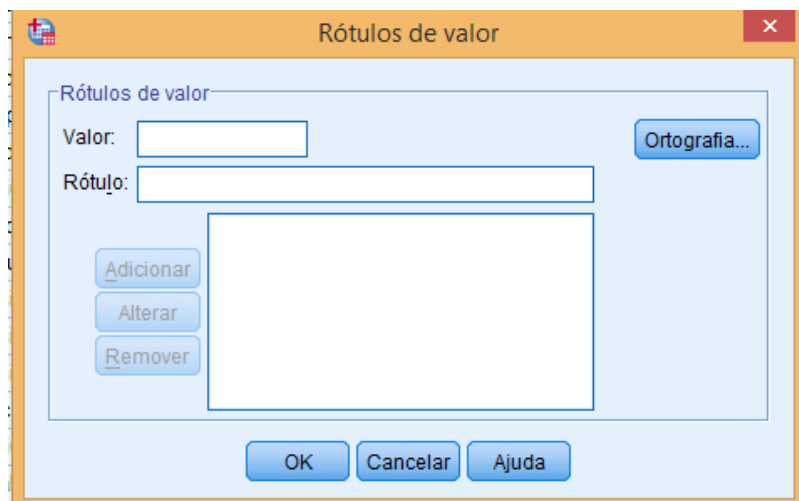 Rótulos de valor
Rótulos de valor
Valor:
Ortografia...
Rótulo:
Adicionar
Alterar
Remover
OK Cancelar Ajuda